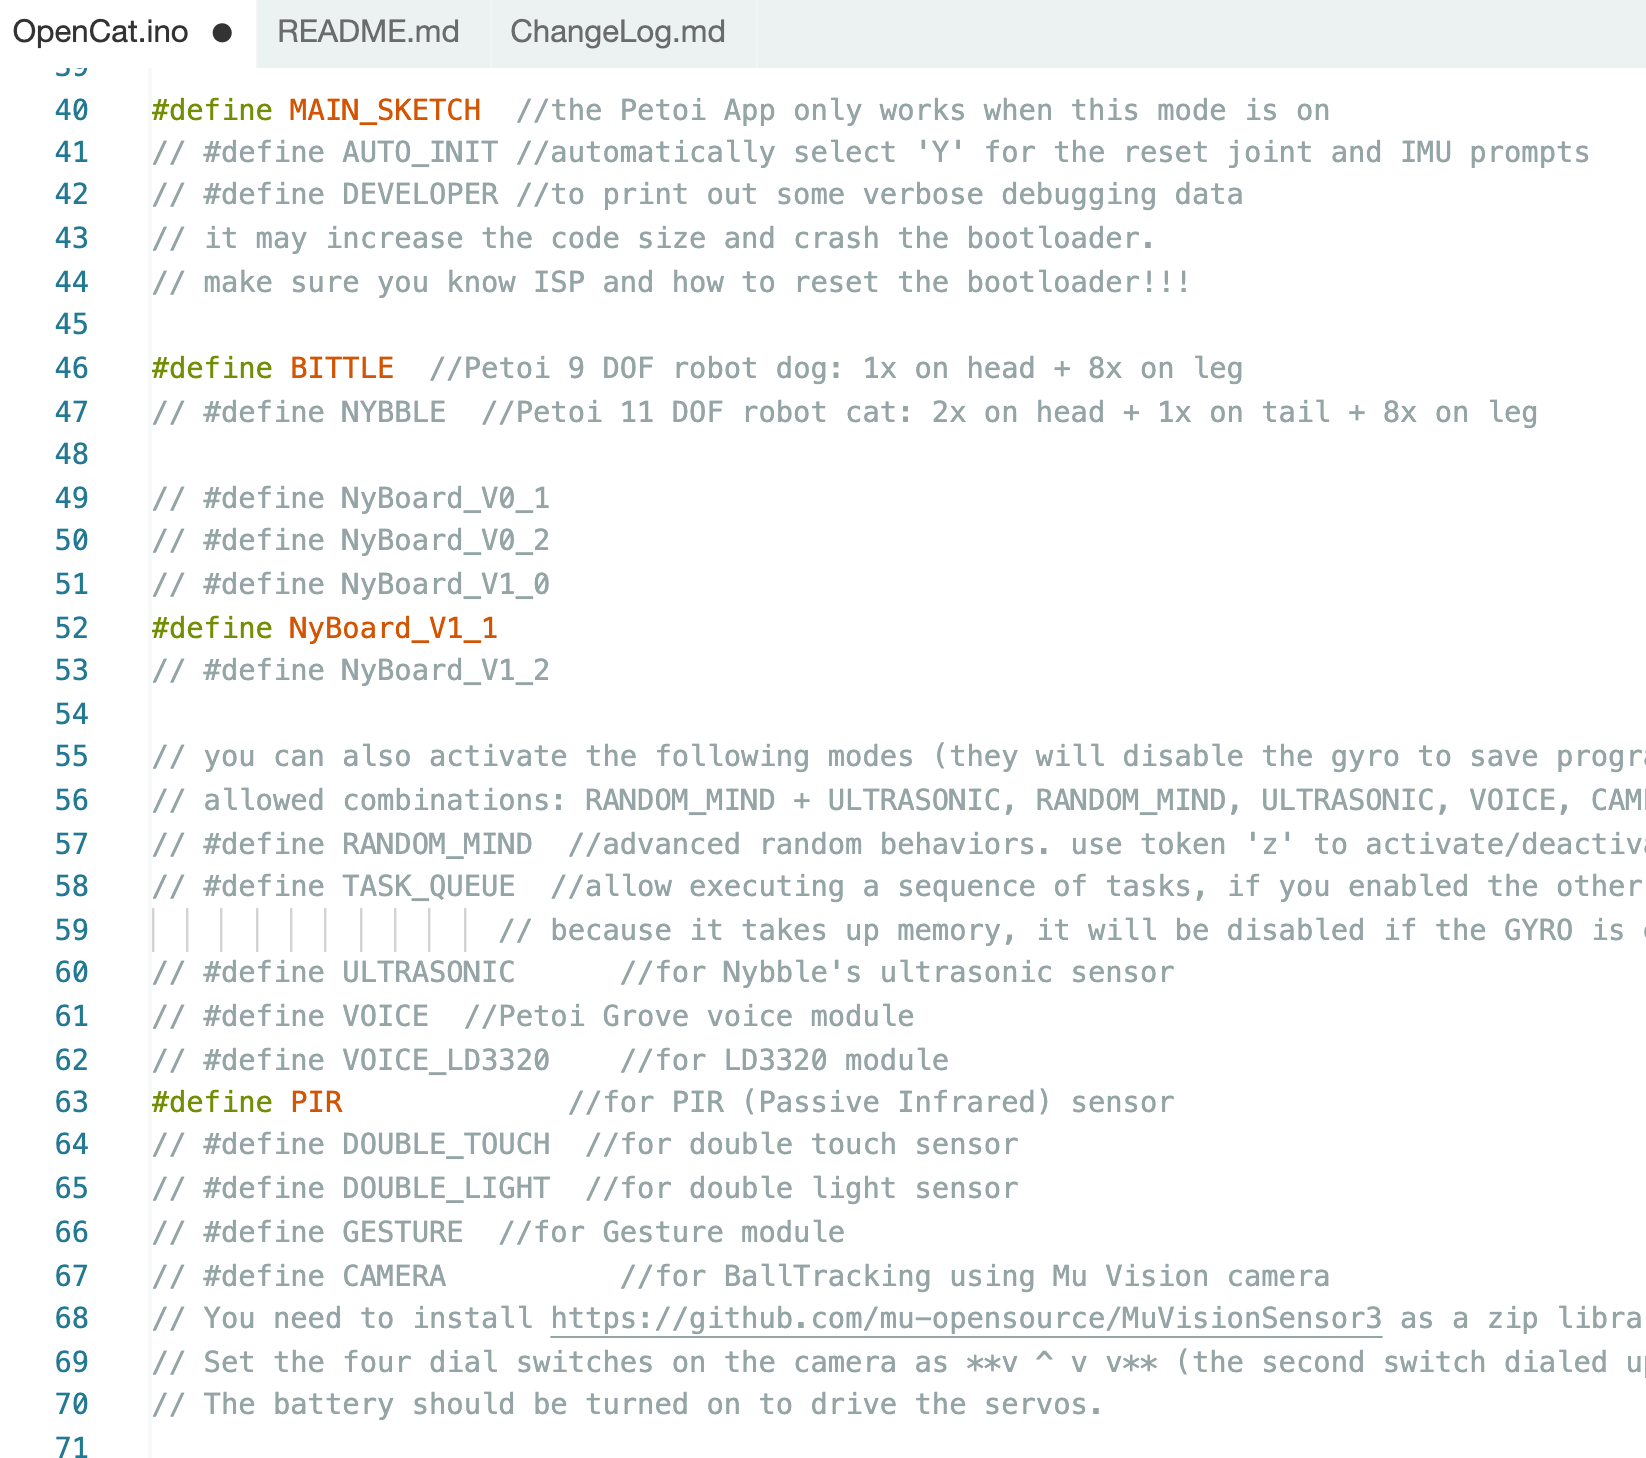 OpenCat.ino ● README.md ChangeLog.md
39
40 #define MAIN_SKETCH  //the Petoi App only works when this mode is on
41 // #define AUTO_INIT //automatically select 'Y' for the reset joint and IMU prompts
42 // #define DEVELOPER //to print out some verbose debugging data
43 // it may increase the code size and crash the bootloader.
44 // make sure you know ISP and how to reset the bootloader!!!
45
46 #define BITTLE  //Petoi 9 DOF robot dog: 1x on head + 8x on leg
47 // #define NYBBLE  //Petoi 11 DOF robot cat: 2x on head + 1x on tail + 8x on leg
48
49 // #define NyBoard_V0_1
50 // #define NyBoard_V0_2
51 // #define NyBoard_V1_0
52 #define NyBoard_V1_1
53 // #define NyBoard_V1_2
54
55 // you can also activate the following modes (they will disable the gyro to save progra
56 // allowed combinations: RANDOM_MIND + ULTRASONIC, RANDOM_MIND, ULTRASONIC, VOICE, CAM
57 // #define RANDOM_MIND  //advanced random behaviors. use token 'z' to activate/deactiva
58 // #define TASK_QUEUE  //allow executing a sequence of tasks, if you enabled the other
59 // because it takes up memory, it will be disabled if the GYRO is
60 // #define ULTRASONIC      //for Nybble's ultrasonic sensor
61 // #define VOICE  //Petoi Grove voice module
62 // #define VOICE_LD3320    //for LD3320 module
63 #define PIR             //for PIR (Passive Infrared) sensor
64 // #define DOUBLE_TOUCH  //for double touch sensor
65 // #define DOUBLE_LIGHT  //for double light sensor
66 // #define GESTURE  //for Gesture module
67 // #define CAMERA          //for BallTracking using Mu Vision camera
68 // You need to install https://github.com/mu-opensource/MuVisionSensor3 as a zip libra
69 // Set the four dial switches on the camera as **v ^ v v** (the second switch dialed u
70 // The battery should be turned on to drive the servos.
71